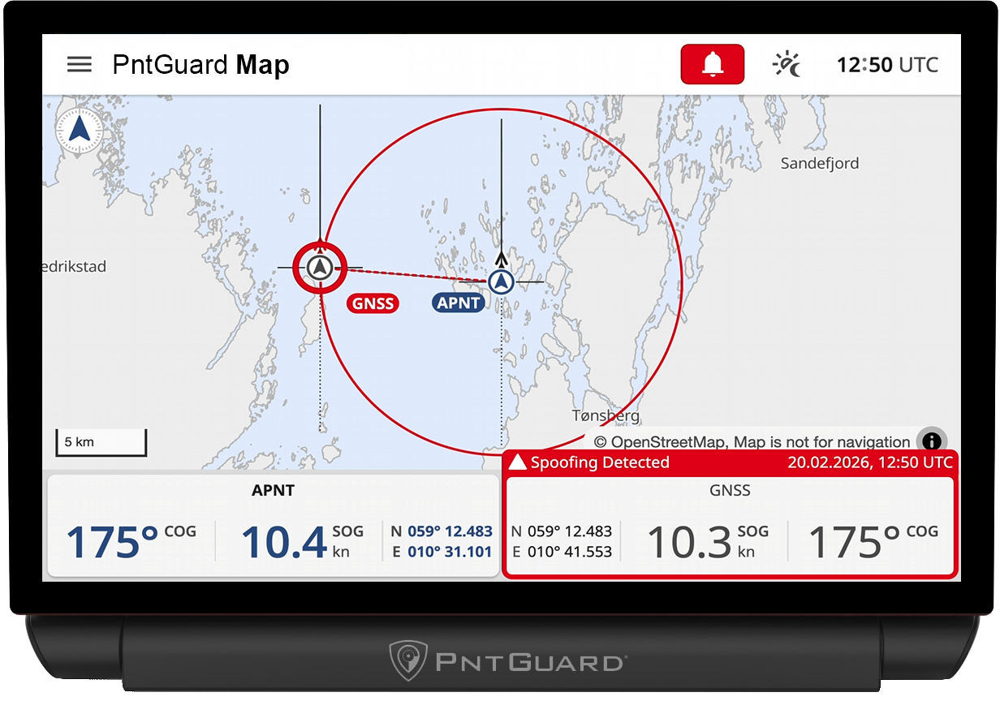 PntGuard Map
12:50 UTC
Sandefjord
edrikstad
GNSS
APNT
Tønsberg
5 km
© OpenStreetMap, Map is not for navigation
Spoofing Detected
20.02.2026, 12:50 UTC
APNT
175° COG
10.4 SOG
kn
N 059° 12.483
E 010° 31.101
GNSS
N 059° 12.483
E 010° 41.553
10.3 SOG
kn
175° COG
PNTGUARD®